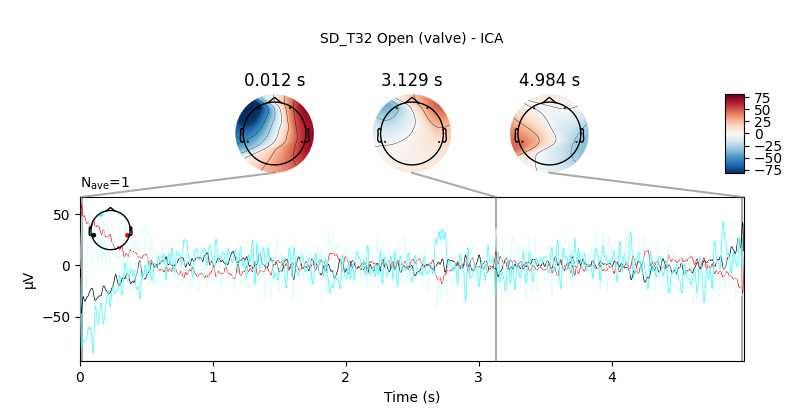 SD_T32 Open (valve) - ICA
0.012 s 3.129 s 4.984 s
75
50
25
0
−25
−50
−75
Nave=1
50
0
−50
µV
0 1 2 3 4
Time (s)